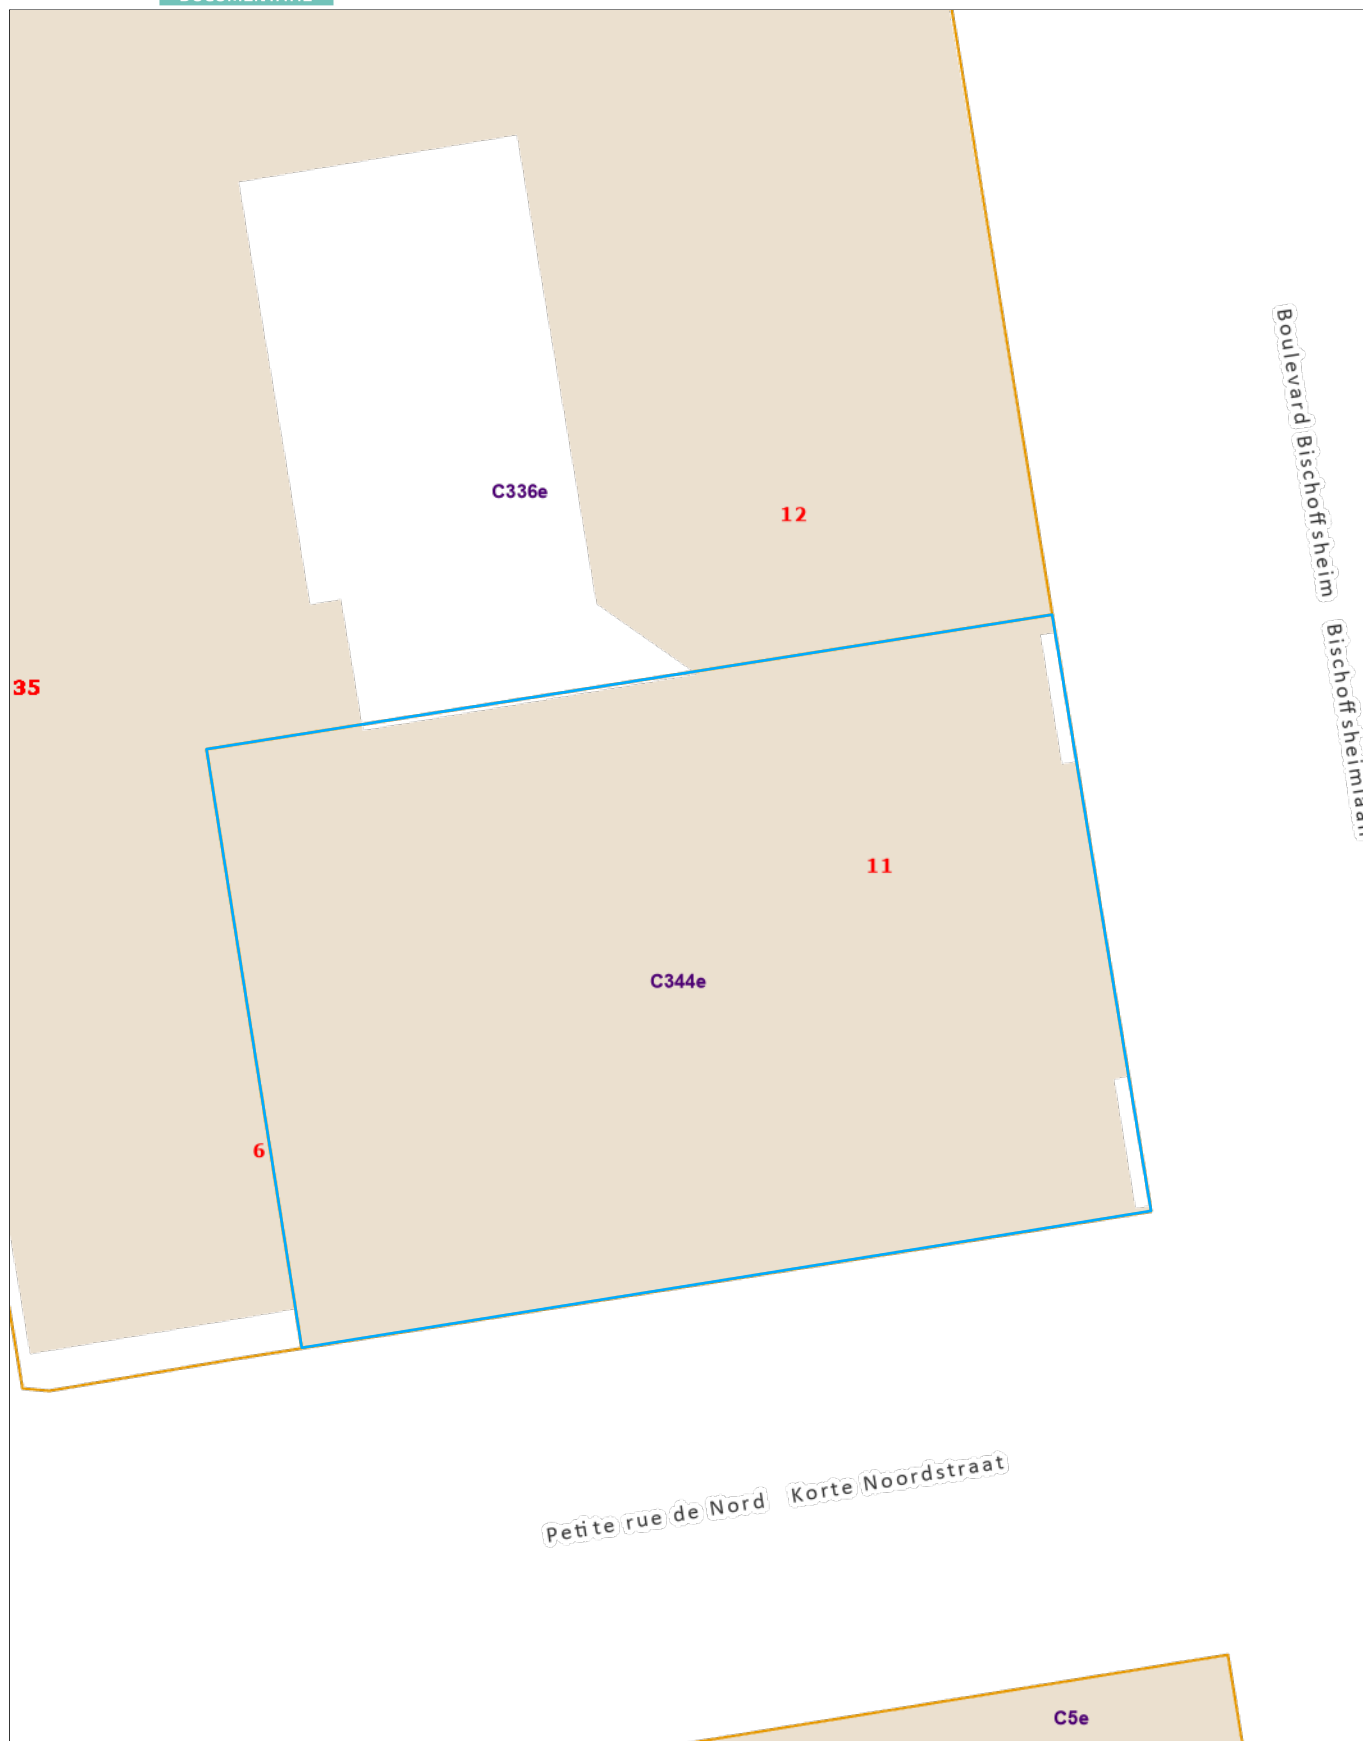 Boulevard Bischoffsheim Bischoffsheimlaan
C336e
12
35
11
C344e
6
Petite rue de Nord Korte Noordstraat
C5e